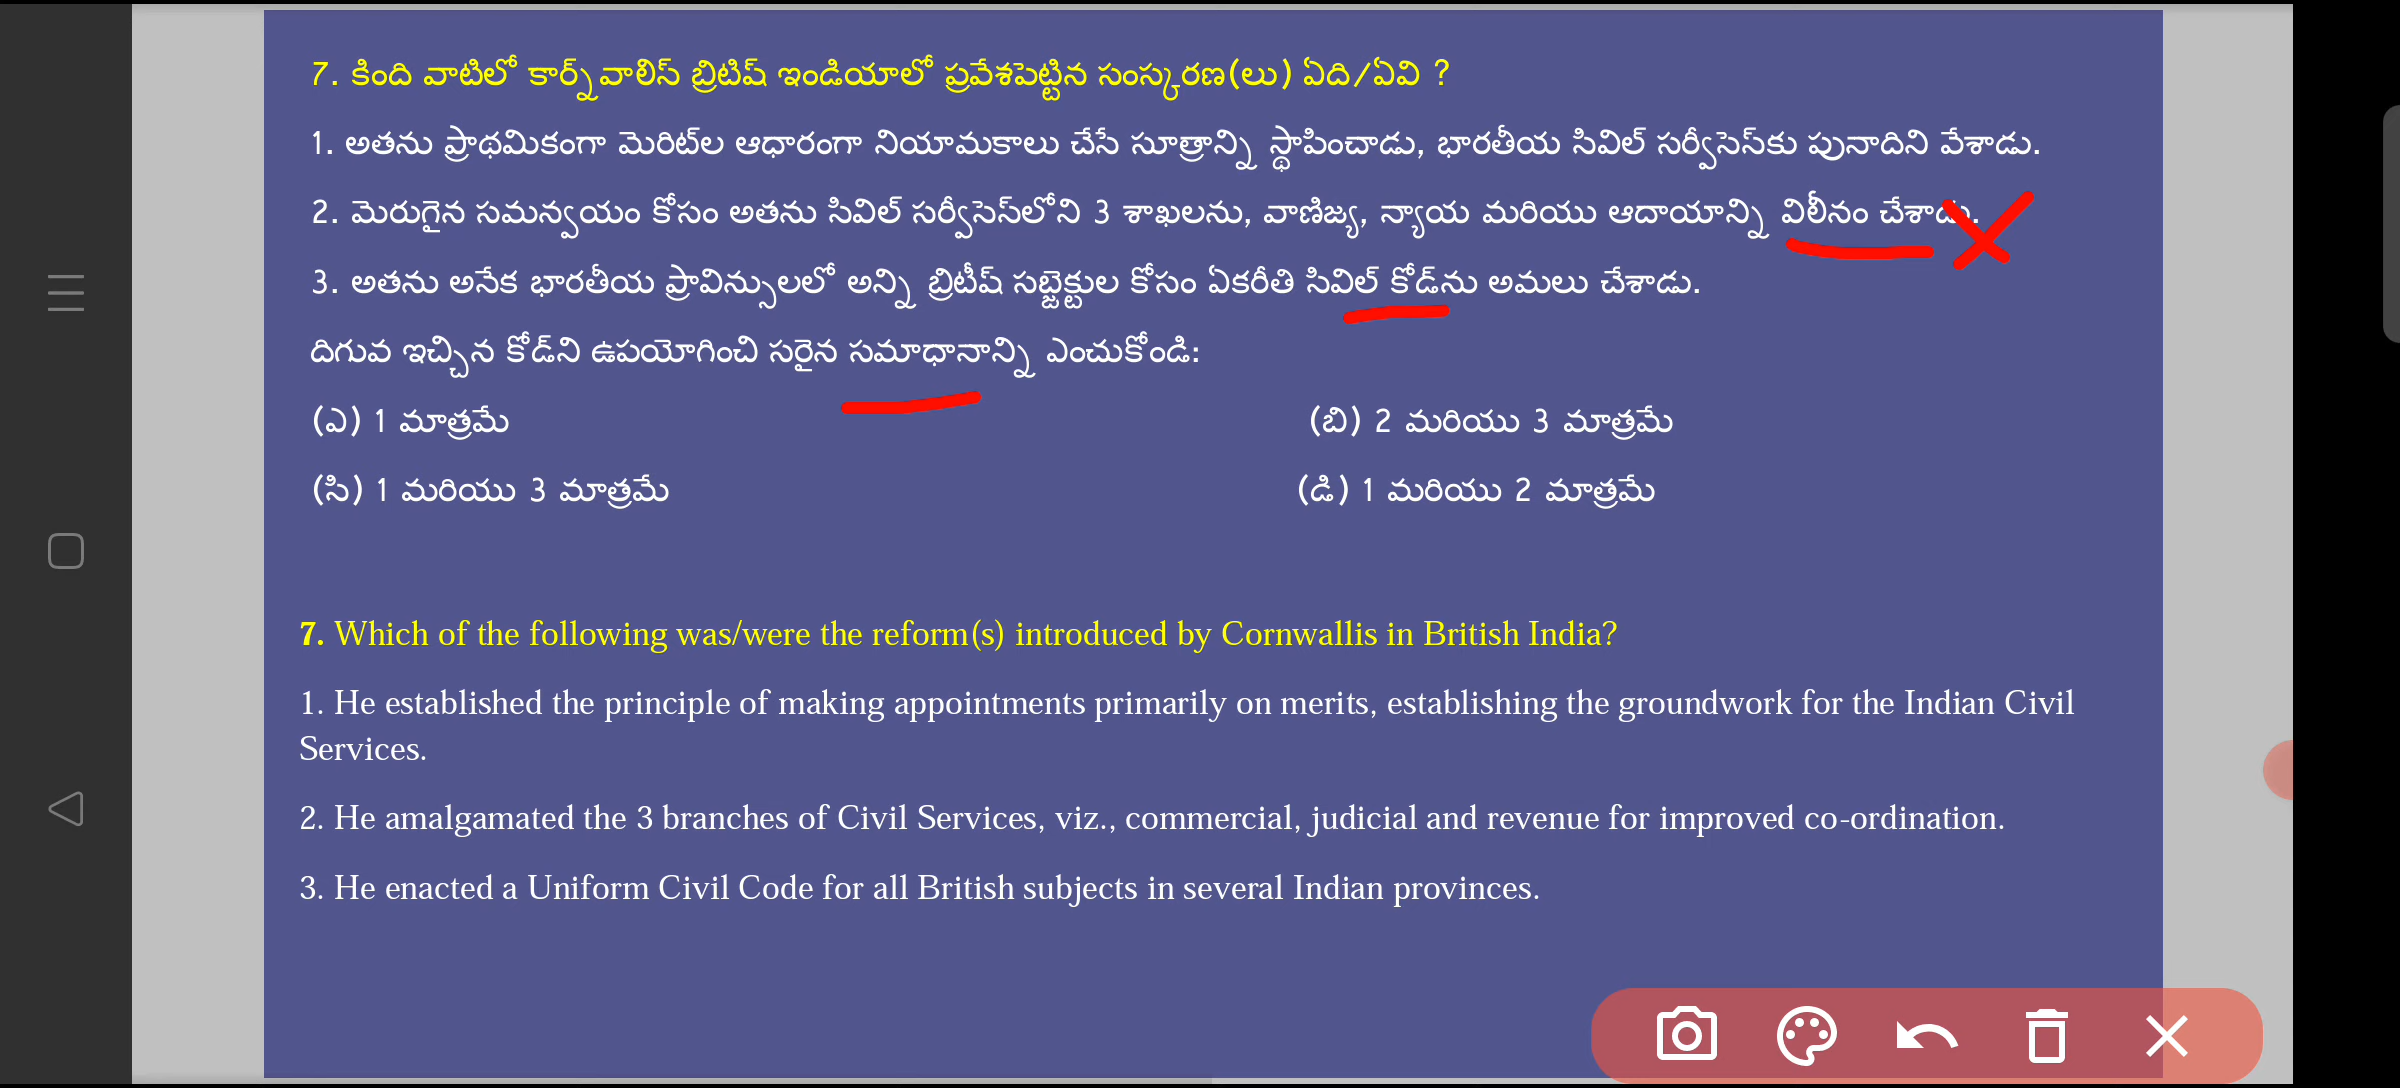 7. కింది వాటిలో కార్న్‌వాలిస్ బ్రిటిష్ ఇండియాలో ప్రవేశపెట్టిన సంస్కరణ(లు) ఏది/ఏవి ?
1. అతను ప్రాథమికంగా మెరిట్‌ల ఆధారంగా నియామకాలు చేసే సూత్రాన్ని స్థాపించాడు, భారతీయ సివిల్ సర్వీసెస్‌కు పునాదిని వేశాడు.
2. మెరుగైన సమన్వయం కోసం అతను సివిల్ సర్వీసెస్‌లోని 3 శాఖలను, వాణిజ్య, న్యాయ మరియు ఆదాయాన్ని విలీనం చేశాడు.
3. అతను అనేక భారతీయ ప్రావిన్సులలో అన్ని బ్రిటీష్ సబ్జెక్టుల కోసం ఏకరీతి సివిల్ కోడ్‌ను అమలు చేశాడు.
దిగువ ఇచ్చిన కోడ్‌ని ఉపయోగించి సరైన సమాధానాన్ని ఎంచుకోండి:
(ఎ) 1 మాత్రమే (బి) 2 మరియు 3 మాత్రమే
(సి) 1 మరియు 3 మాత్రమే (డి) 1 మరియు 2 మాత్రమే
7. Which of the following was/were the reform(s) introduced by Cornwallis in British India?
1. He established the principle of making appointments primarily on merits, establishing the groundwork for the Indian Civil
Services.
2. He amalgamated the 3 branches of Civil Services, viz., commercial, judicial and revenue for improved co-ordination.
3. He enacted a Uniform Civil Code for all British subjects in several Indian provinces.